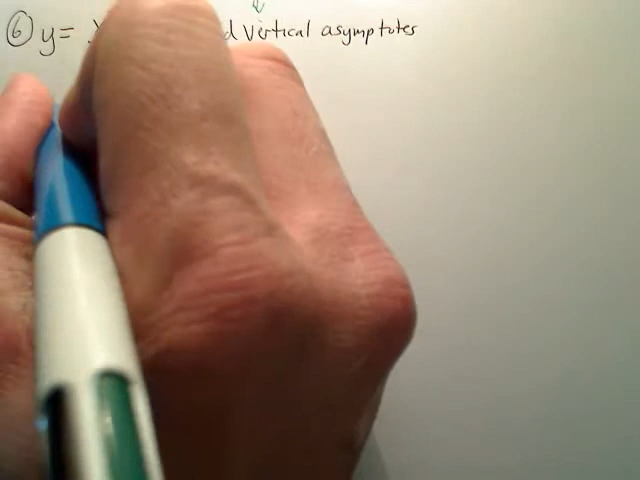 ⑥ y= vertical asymptotes